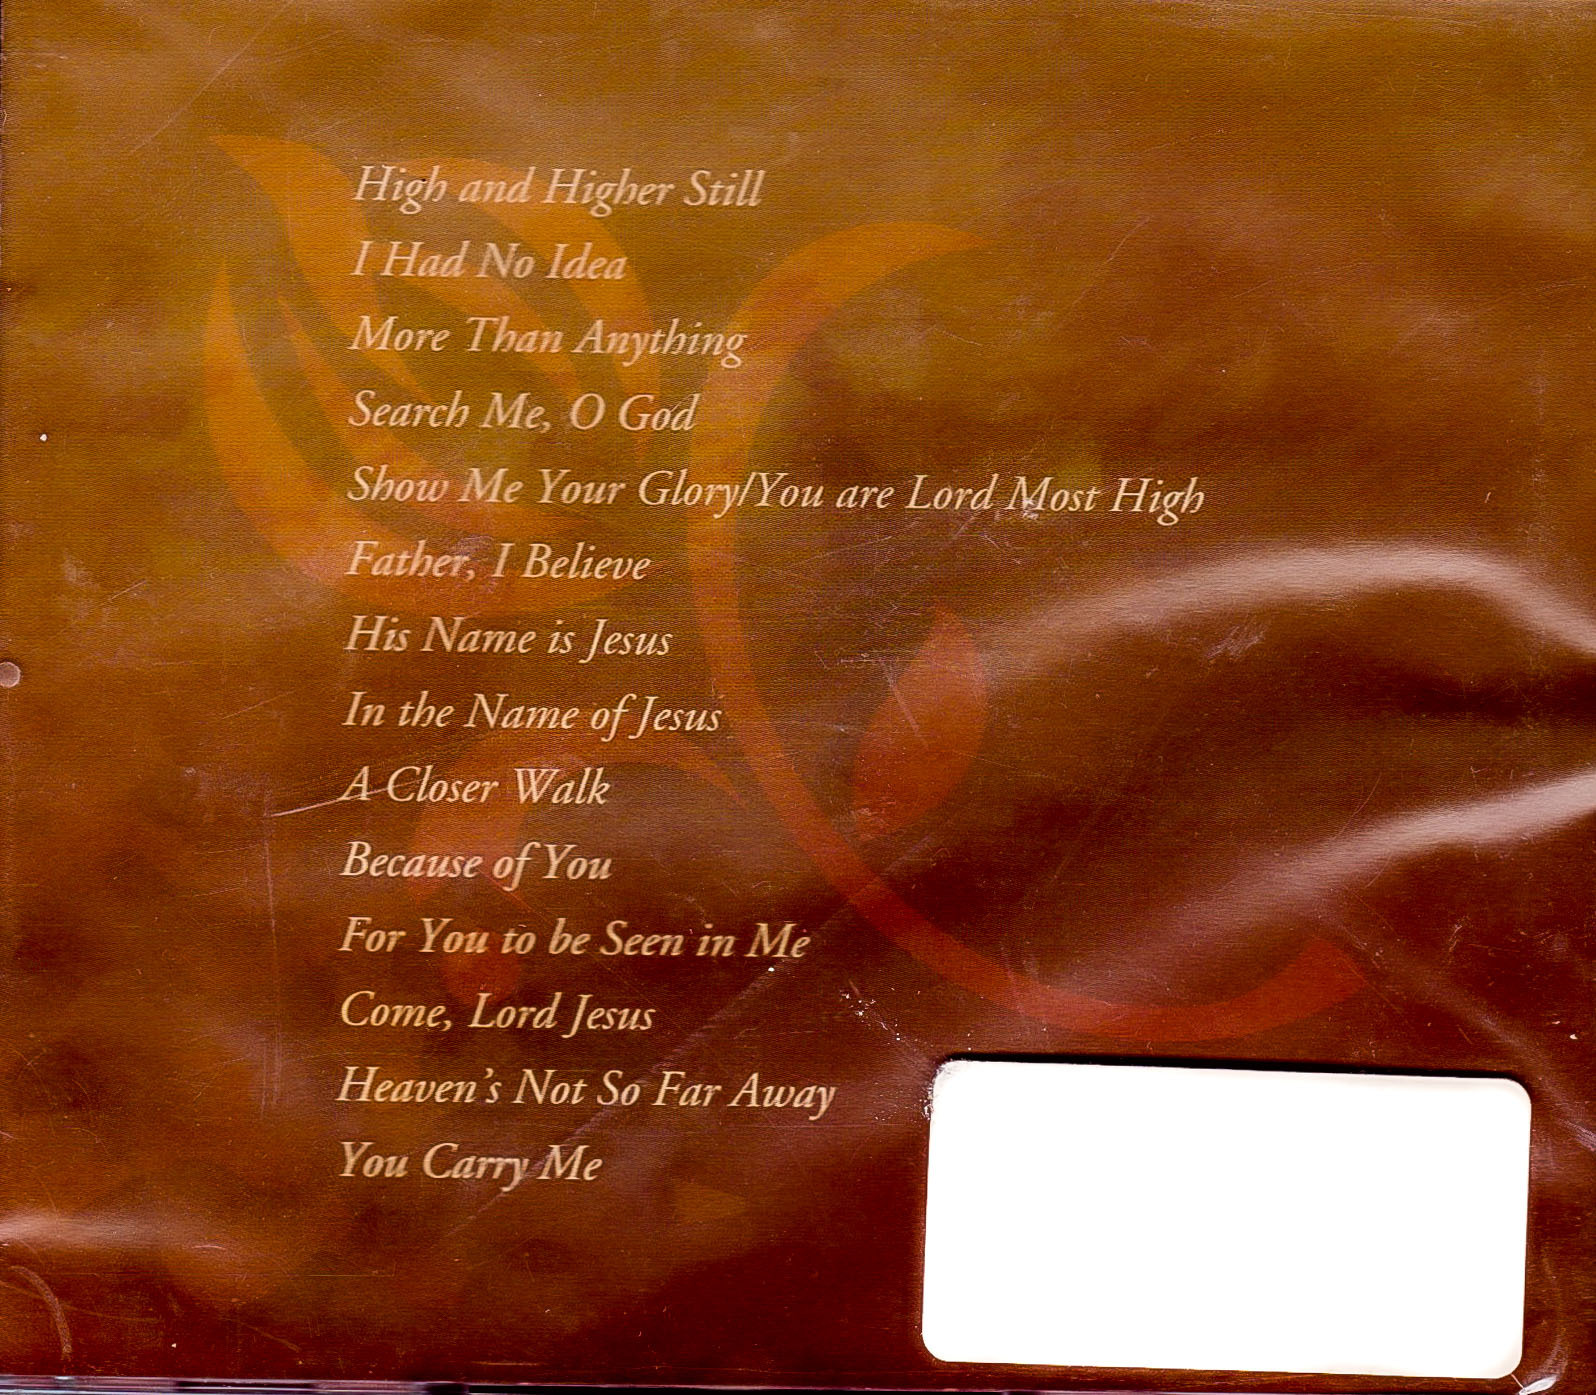 High and Higher Still
I Had No Idea
More Than Anything
Search Me, O God
Show Me Your Glory/You are Lord Most High
Father, I Believe
His Name is Jesus
In the Name of Jesus
A Closer Walk
Because of You
For You to be Seen in Me
Come, Lord Jesus
Heaven's Not So Far Away
You Carry Me